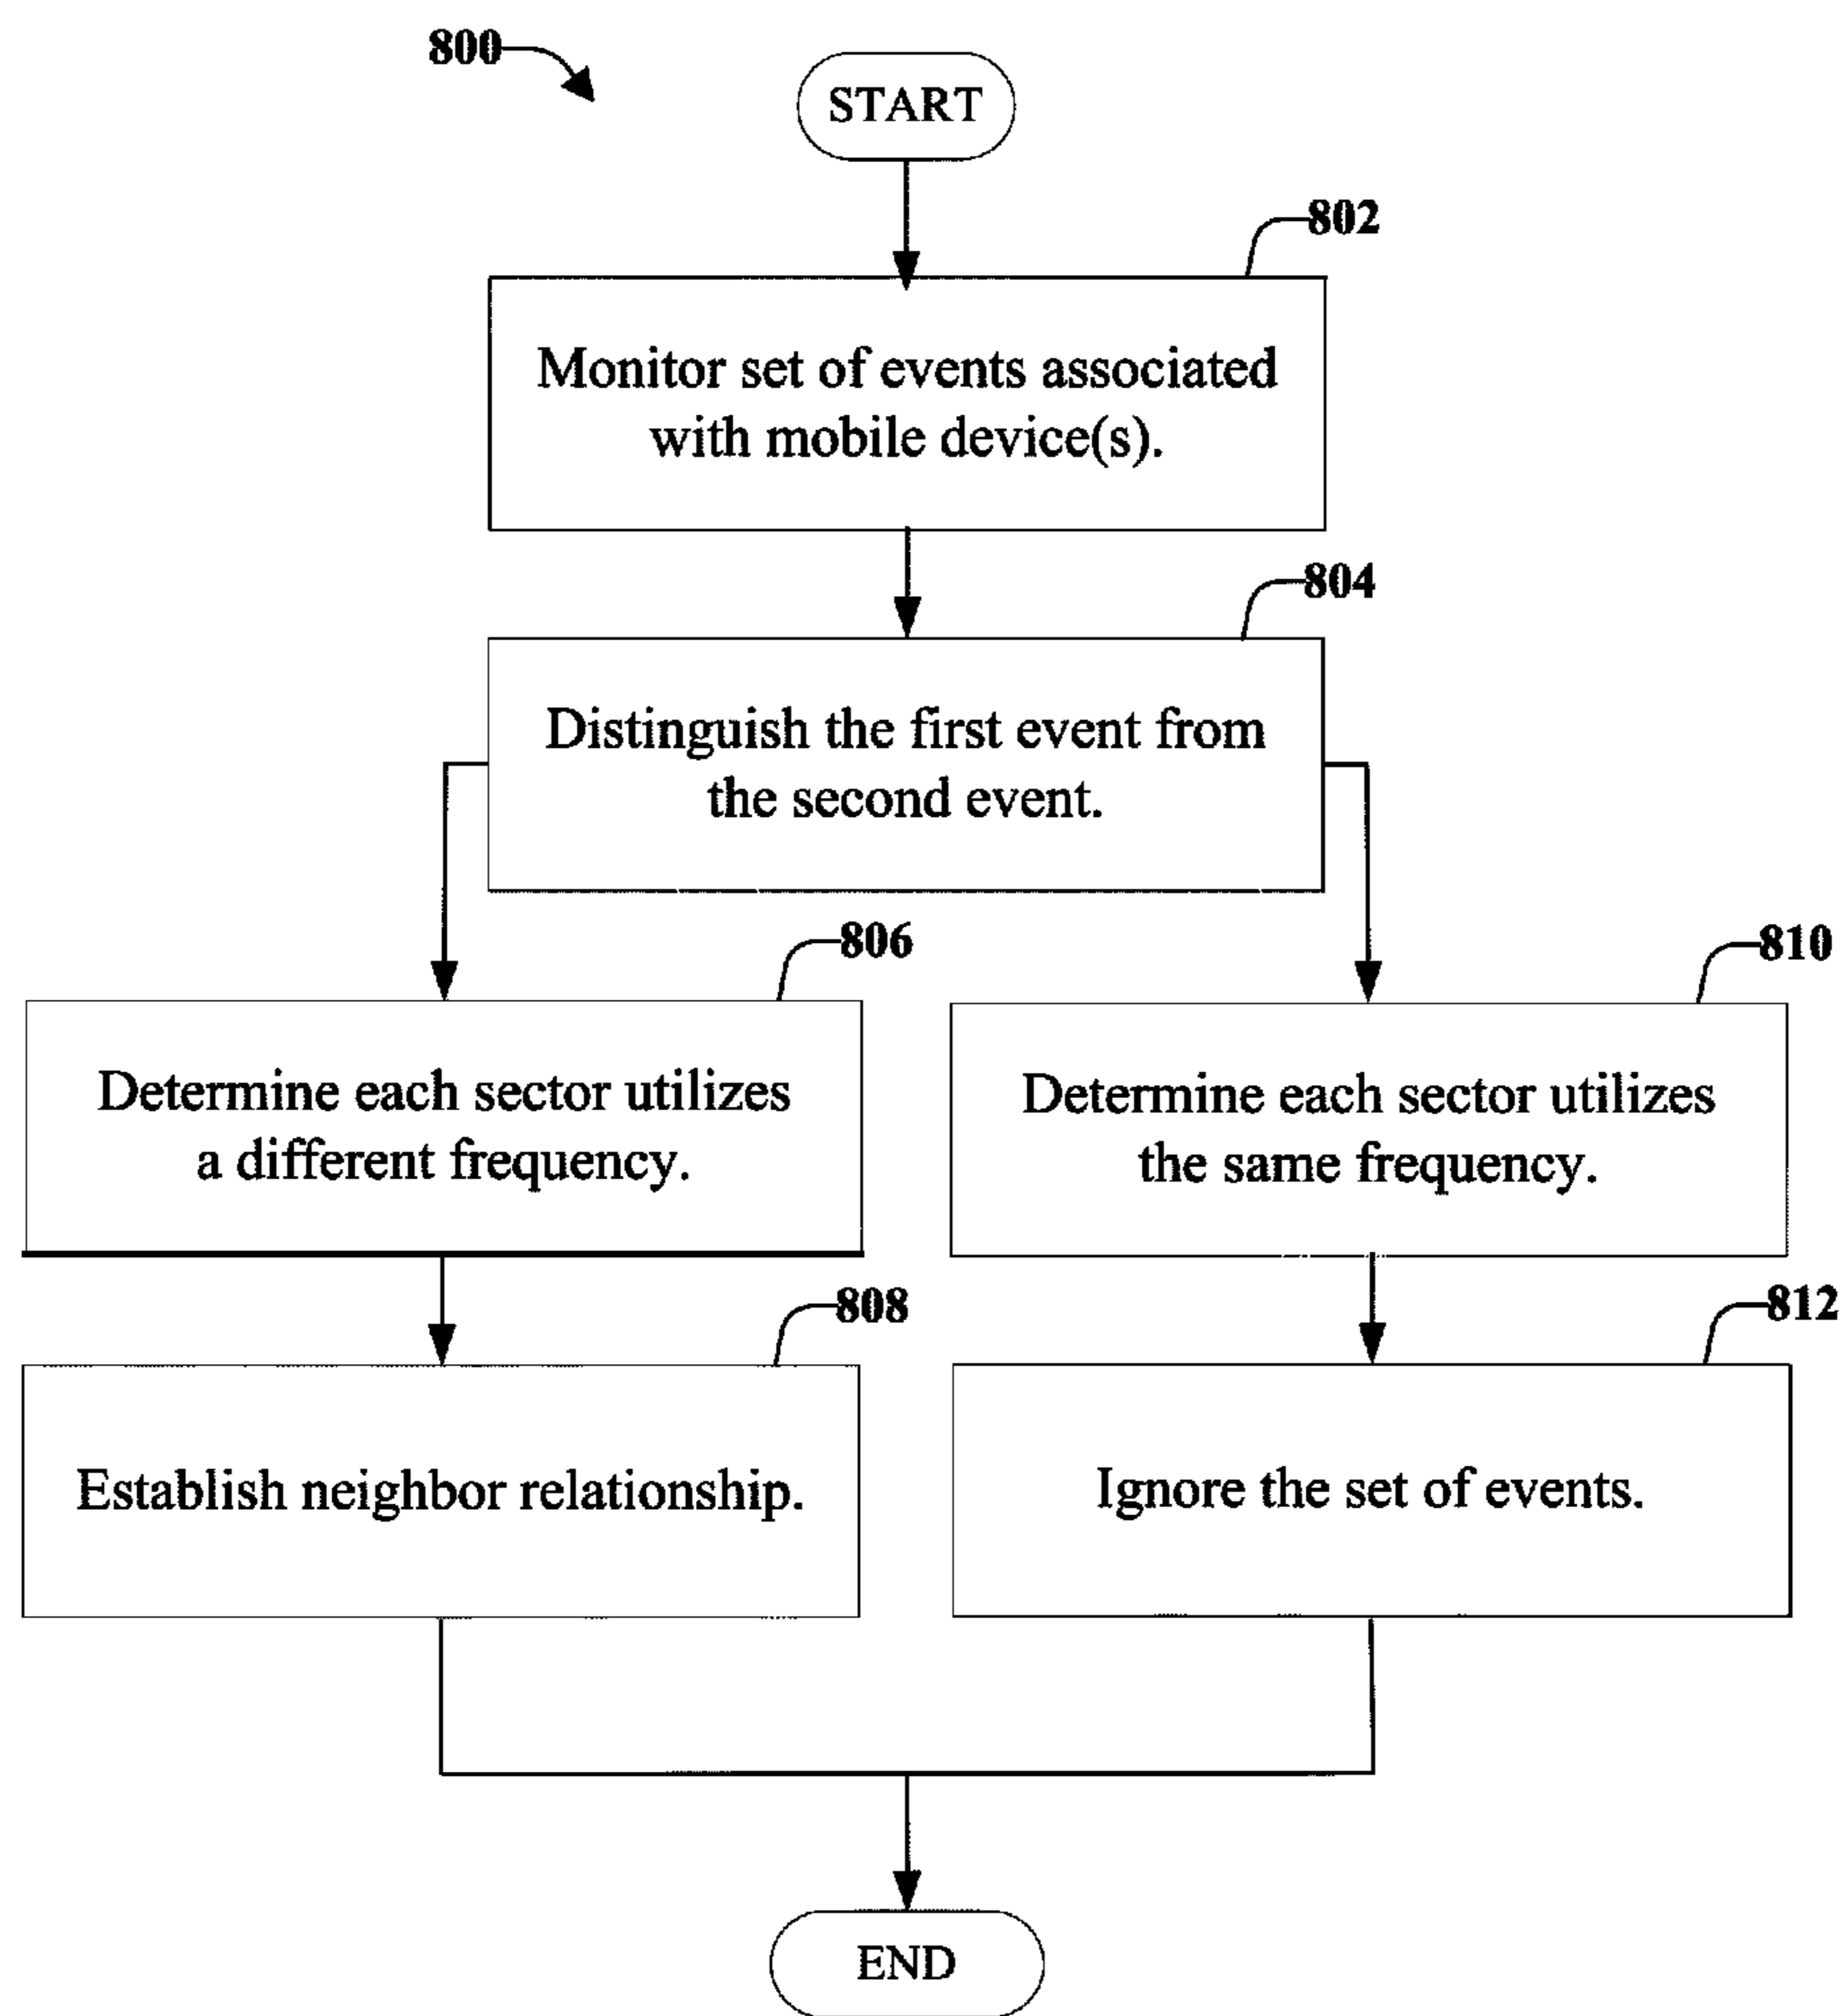 800
START
802
Monitor set of events associated
with mobile device(s).
804
Distinguish the first event from
the second event.
806
Determine each sector utilizes
a different frequency.
810
Determine each sector utilizes
the same frequency.
808
Establish neighbor relationship.
812
Ignore the set of events.
END